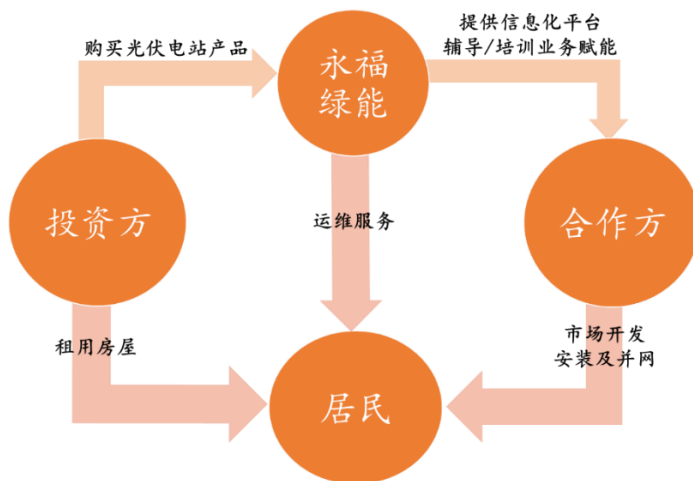 购买光伏电站产品
提供信息化平台
辅导/培训业务赋能
永福
绿能
投资方
运维服务
合作方
租用房屋
市场开发
安装及并网
居民